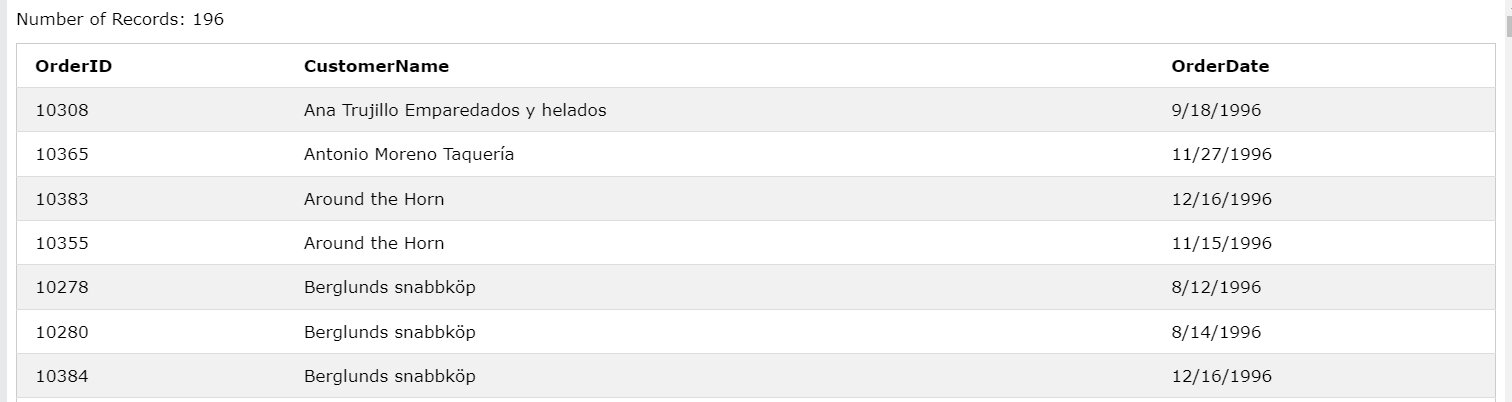 Number of Records: 196
OrderID CustomerName OrderDate
10308 Ana Trujillo Emparedados y helados 9/18/1996
10365 Antonio Moreno Taquería 11/27/1996
10383 Around the Horn 12/16/1996
10355 Around the Horn 11/15/1996
10278 Berglunds snabbköp 8/12/1996
10280 Berglunds snabbköp 8/14/1996
10384 Berglunds snabbköp 12/16/1996